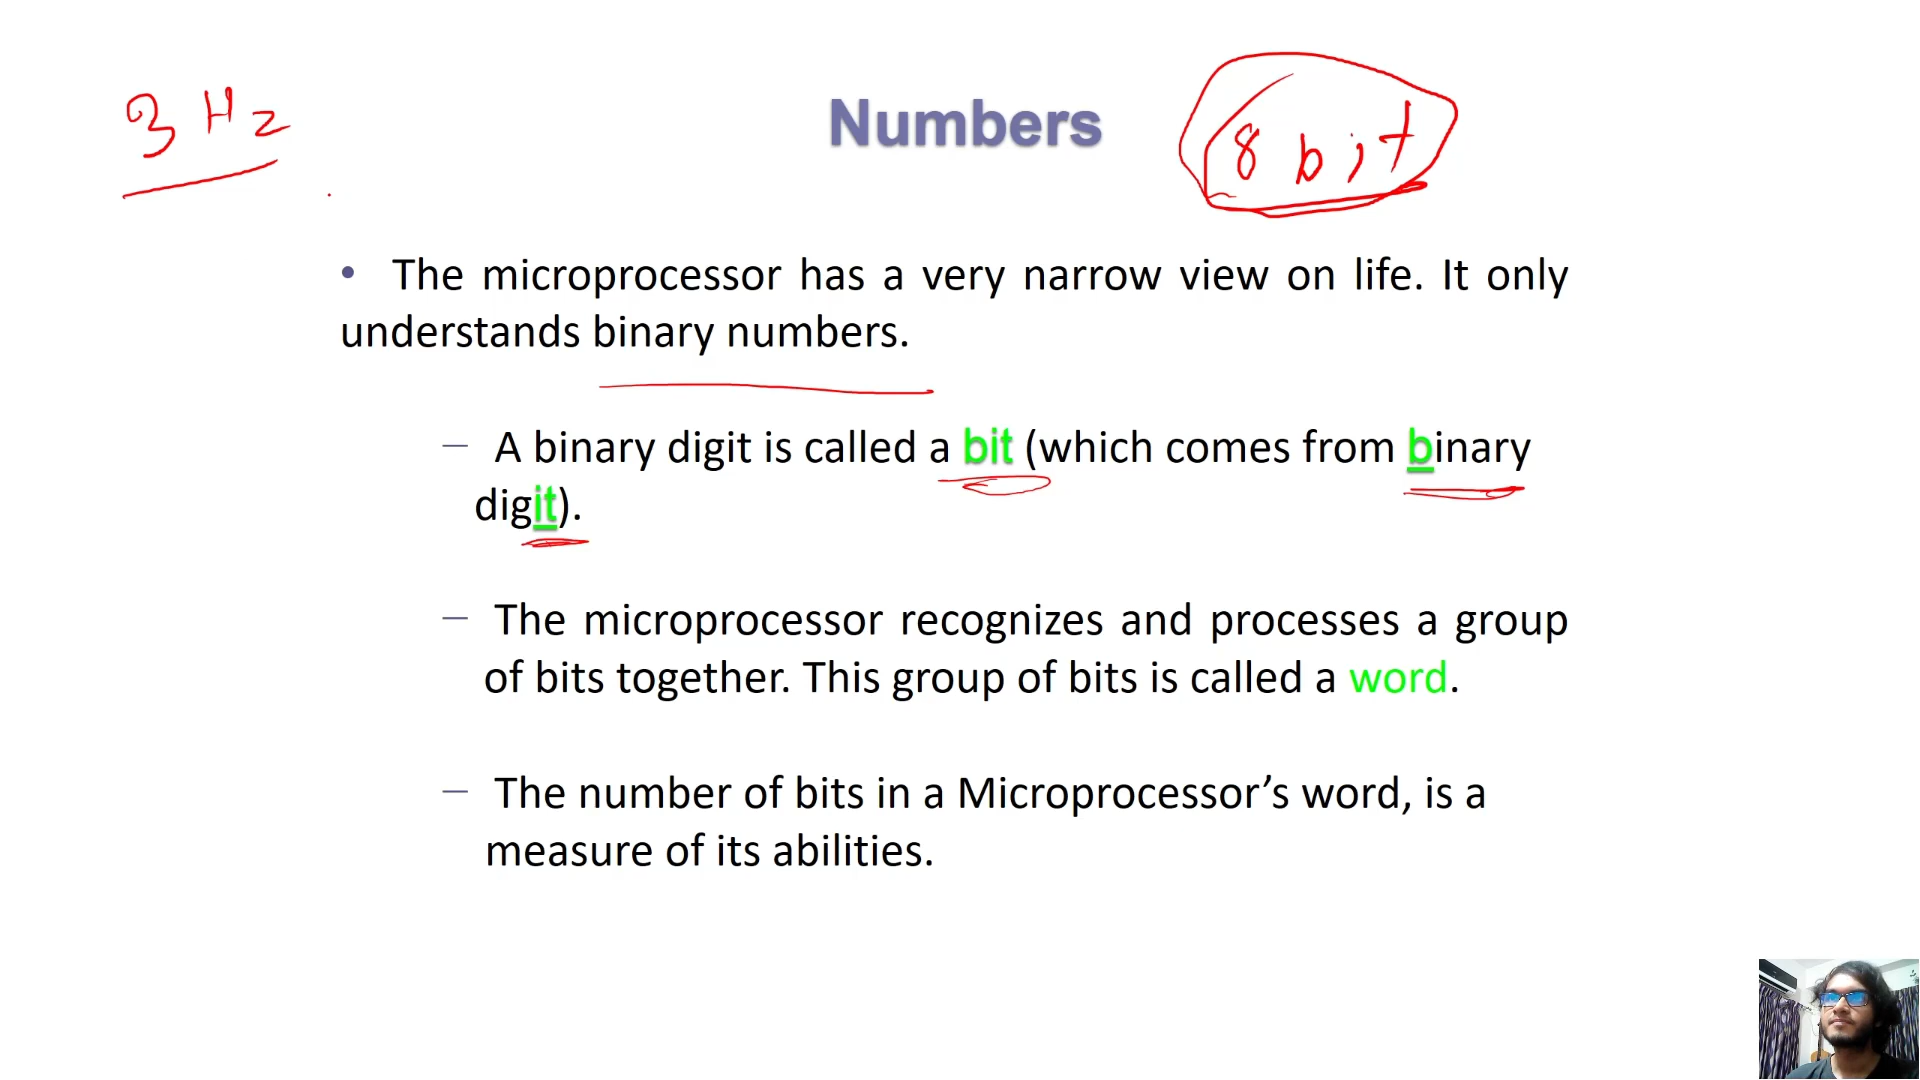 3 Hz
Numbers
8 bit
• The microprocessor has a very narrow view on life. It only
understands binary numbers.
– A binary digit is called a bit (which comes from binary
digit).
– The microprocessor recognizes and processes a group
of bits together. This group of bits is called a word.
– The number of bits in a Microprocessor’s word, is a
measure of its abilities.